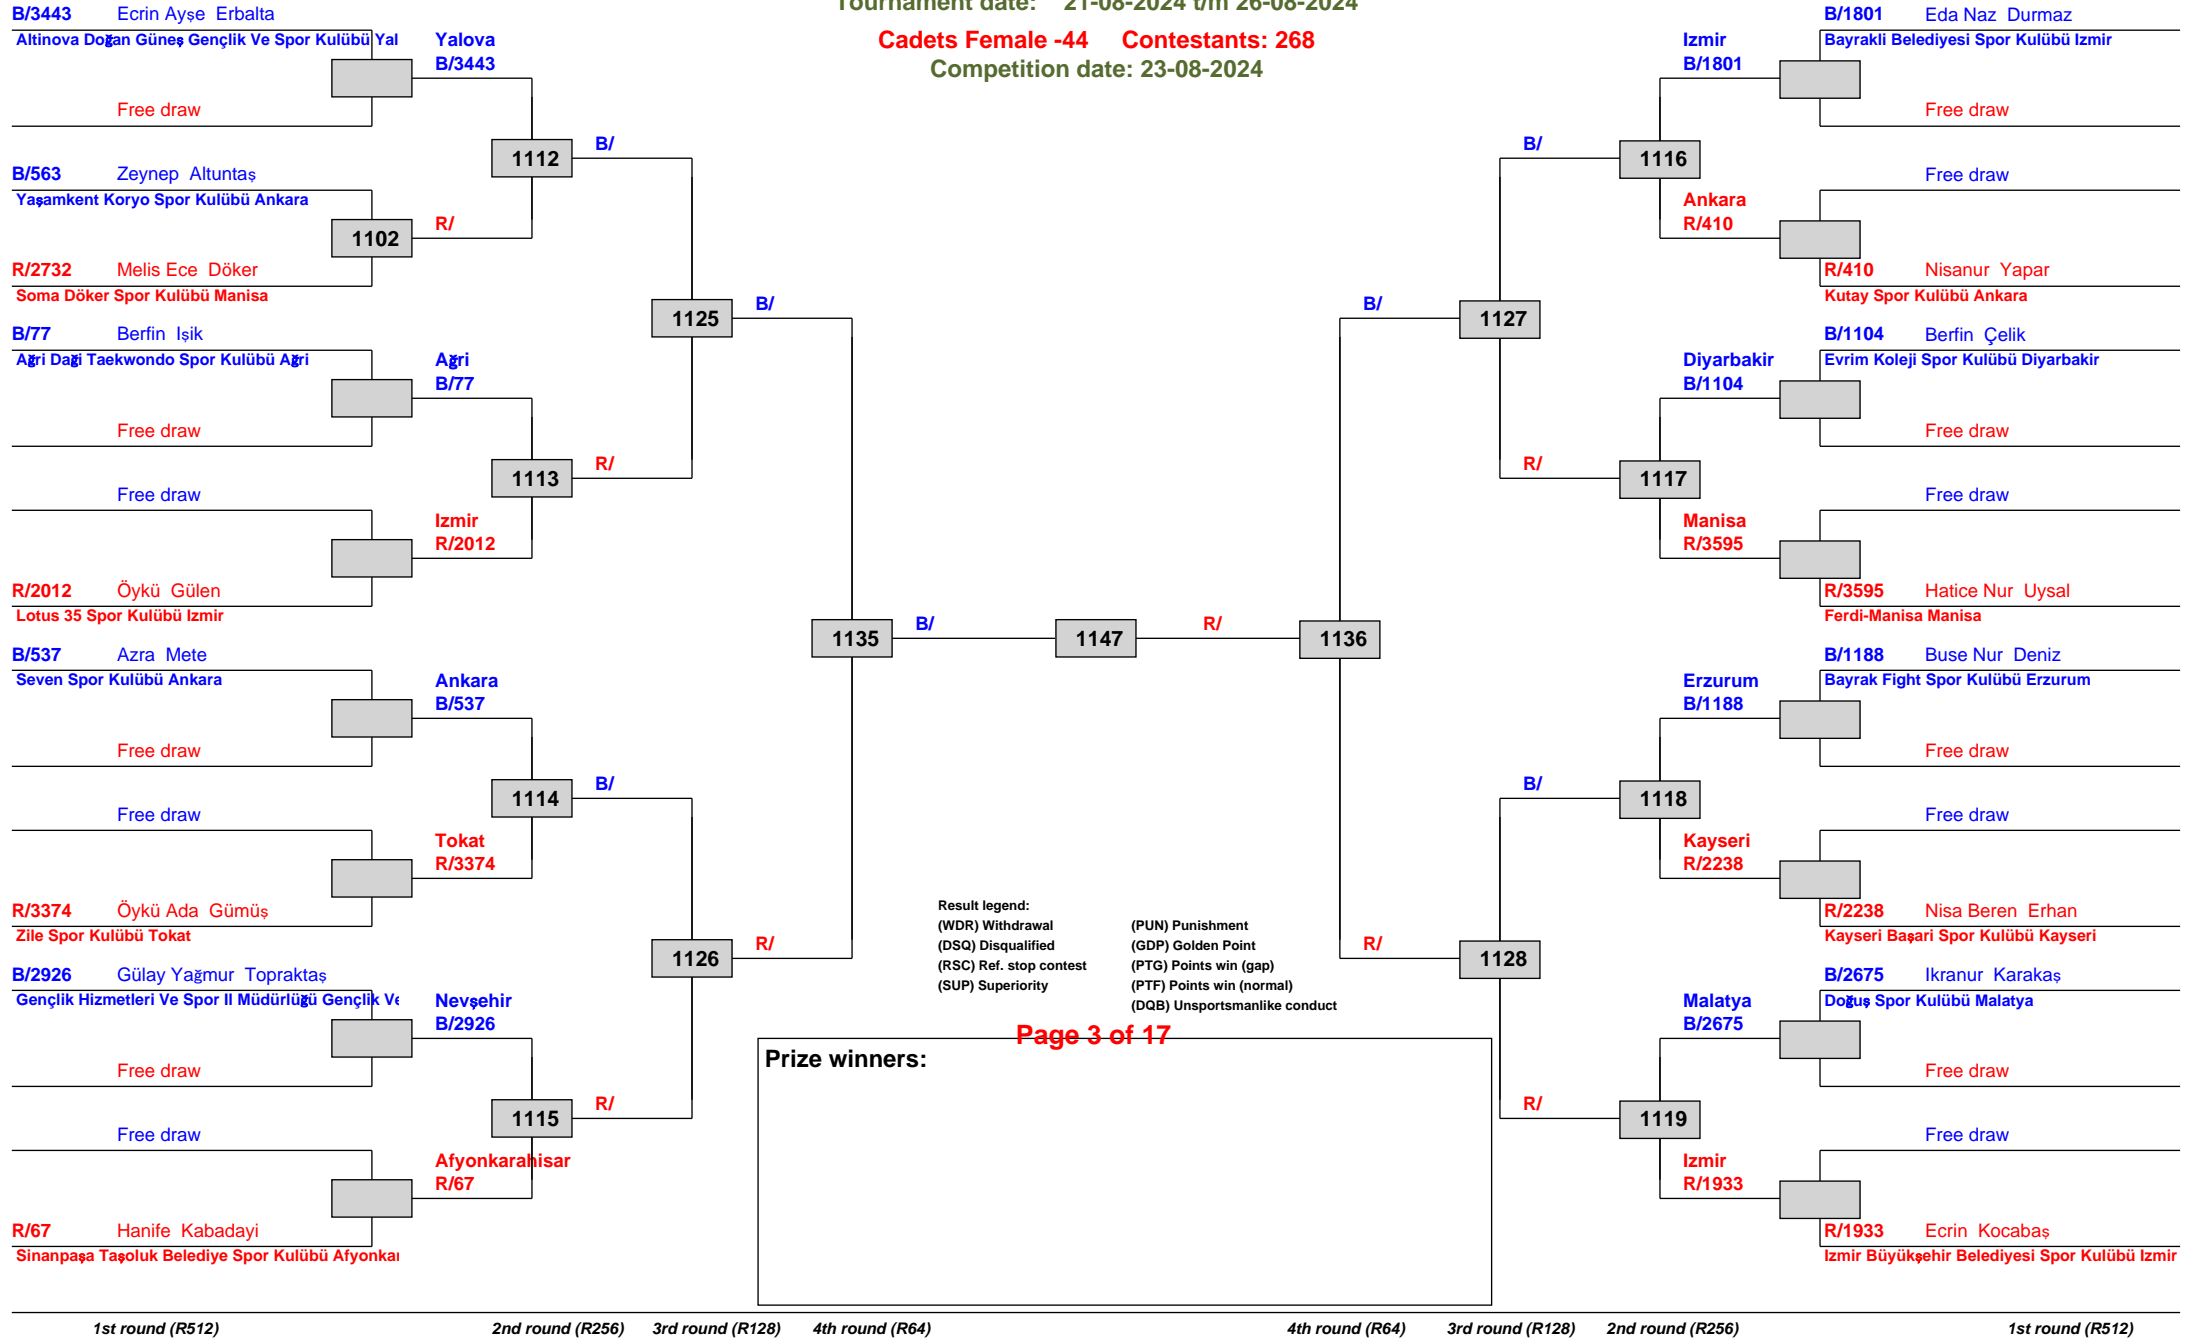 Tournament date: 21-08-2024 t/m 26-08-2024
Cadets Female -44 Contestants: 268
Competition date: 23-08-2024
B/3443 Ecrin Ayşe Erbalta
Altinova Doğan Güneş Gençlik Ve Spor Kulübü Yal
Yalova
B/3443
Free draw
1112
B/
B/563 Zeynep Altuntaş
Yaşamkent Koryo Spor Kulübü Ankara
1102
R/
R/2732 Melis Ece Döker
Soma Döker Spor Kulübü Manisa
1125
B/
B/77 Berfin Işik
Ağri Daği Taekwondo Spor Kulübü Ağri
Ağri
B/77
Free draw
1113
R/
Free draw
Izmir
R/2012
R/2012 Öykü Gülen
Lotus 35 Spor Kulübü Izmir
1135
B/
1147
R/
1136
B/537 Azra Mete
Seven Spor Kulübü Ankara
Ankara
B/537
Free draw
1114
B/
Free draw
Tokat
R/3374
R/3374 Öykü Ada Gümüş
Zile Spor Kulübü Tokat
1126
R/
B/2926 Gülay Yağmur Topraktaş
Gençlik Hizmetleri Ve Spor Il Müdürlüğü Gençlik Ve
Nevşehir
B/2926
Free draw
1115
R/
Free draw
Afyonkarahisar
R/67
R/67 Hanife Kabadayi
Sinanpaşa Taşoluk Belediye Spor Kulübü Afyonkar
B/1801 Eda Naz Durmaz
Bayrakli Belediyesi Spor Kulübü Izmir
Izmir
B/1801
Free draw
B/
1116
Free draw
Ankara
R/410
R/410 Nisanur Yapar
Kutay Spor Kulübü Ankara
B/
1127
B/1104 Berfin Çelik
Evrim Koleji Spor Kulübü Diyarbakir
Diyarbakir
B/1104
Free draw
R/
1117
Free draw
Manisa
R/3595
R/3595 Hatice Nur Uysal
Ferdi-Manisa Manisa
B/1188 Buse Nur Deniz
Bayrak Fight Spor Kulübü Erzurum
Erzurum
B/1188
Free draw
B/
1118
Free draw
Kayseri
R/2238
R/2238 Nisa Beren Erhan
Kayseri Başari Spor Kulübü Kayseri
R/
1128
B/2675 Ikranur Karakaş
Doğuş Spor Kulübü Malatya
Malatya
B/2675
Free draw
R/
1119
Free draw
Izmir
R/1933
R/1933 Ecrin Kocabaş
Izmir Büyükşehir Belediyesi Spor Kulübü Izmir
Result legend:
(WDR) Withdrawal (PUN) Punishment
(DSQ) Disqualified (GDP) Golden Point
(RSC) Ref. stop contest (PTG) Points win (gap)
(SUP) Superiority (PTF) Points win (normal)
(DQB) Unsportsmanlike conduct
Page 3 of 17
Prize winners:
1st round (R512) 2nd round (R256) 3rd round (R128) 4th round (R64) 4th round (R64) 3rd round (R128) 2nd round (R256) 1st round (R512)